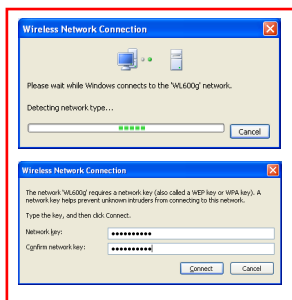 Wireless Network Connection
Please wait while Windows connects to the 'WL600g' network.
Detecting network type...
Cancel
Wireless Network Connection
The network 'WL600g' requires a network key (also called a WEP key or WPA key). A
network key helps prevent unknown intruders from connecting to this network.
Type the key, and then click Connect.
Network key: ••••••••••
Confirm network key: ••••••••••
Connect Cancel